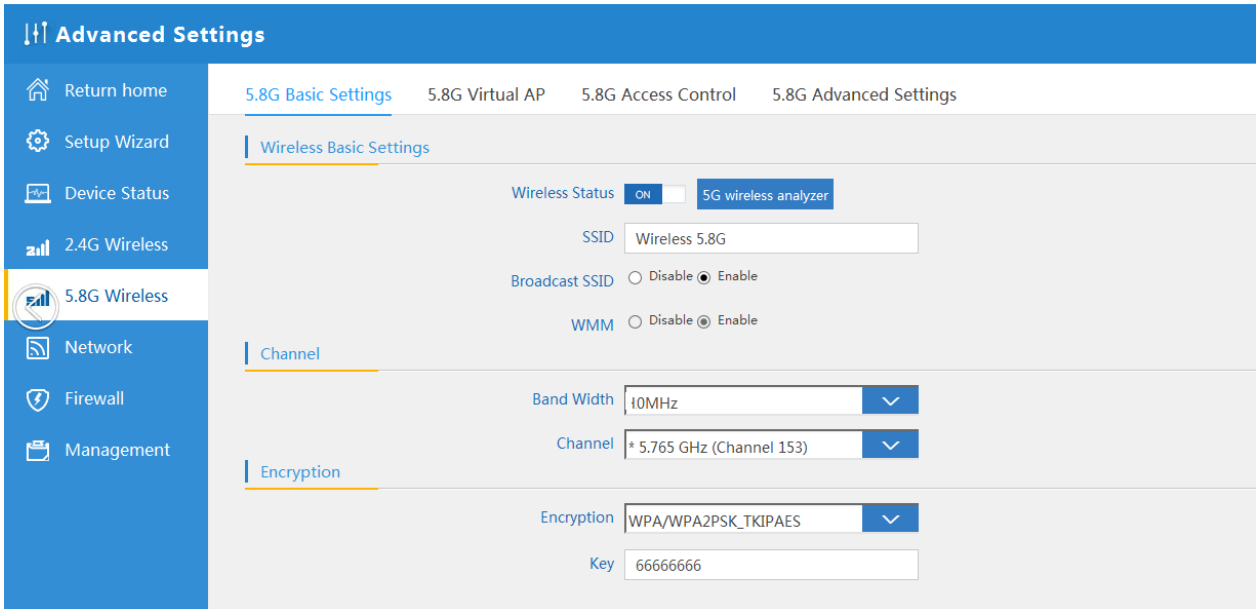 Advanced Settings
Return home
Setup Wizard
Device Status
2.4G Wireless
5.8G Wireless
Network
Firewall
Management
5.8G Basic Settings 5.8G Virtual AP 5.8G Access Control 5.8G Advanced Settings
Wireless Basic Settings
Wireless Status ON 5G wireless analyzer
SSID Wireless 5.8G
Broadcast SSID Disable Enable
WMM Disable Enable
Channel
Band Width
Channel * 5.765 GHz (Channel 153)
Encryption
Encryption WPA/WPA2PSK_TKIPAES
Key 66666666